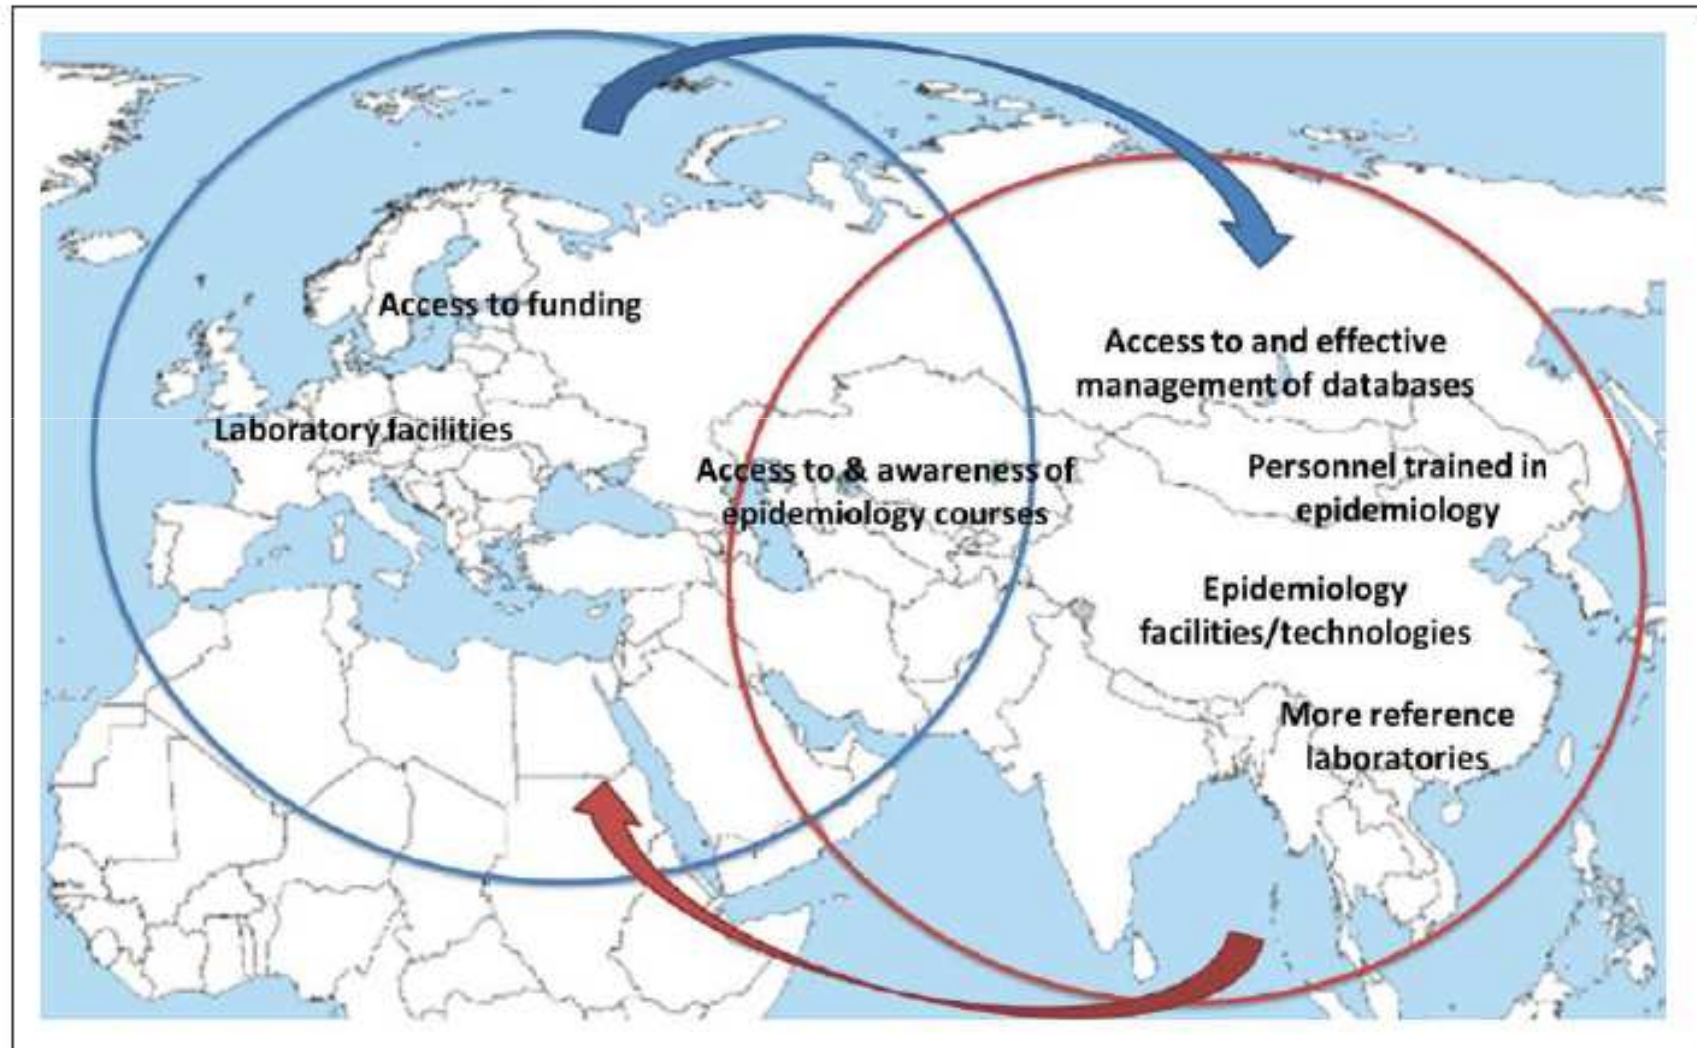 Access to funding
Laboratory facilities
Access to & awareness of
epidemiology courses
Access to and effective
management of databases
Personnel trained in
epidemiology
Epidemiology
facilities/technologies
More reference
laboratories